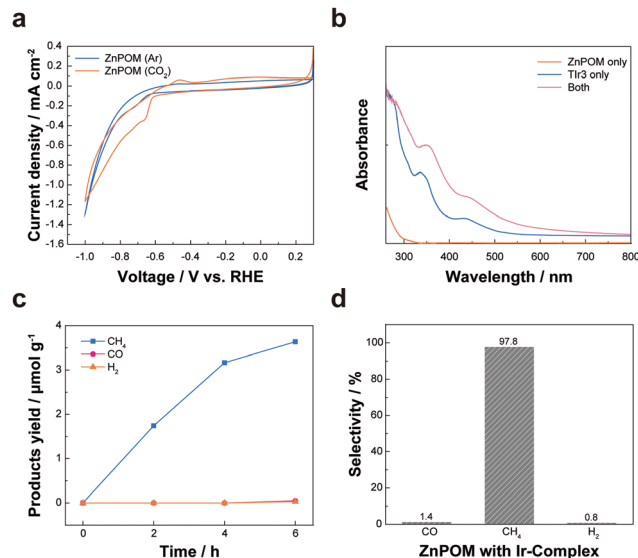 a
ZnPOM (Ar)
ZnPOM (CO₂)
Current density / mA cm⁻²
0.4
0.2
0.0
-0.2
-0.4
-0.6
-0.8
-1.0
-1.2
-1.4
-1.6
-1.0 -0.8 -0.6 -0.4 -0.2 0.0 0.2
Voltage / V vs. RHE
b
ZnPOM only
TIr3 only
Both
Absorbance
300 400 500 600 700 800
Wavelength / nm
c
CH₄
CO
H₂
Products yield / μmol g⁻¹
4
3
2
1
0
0 2 4 6
Time / h
d
Selectivity / %
100
80
60
40
20
0
1.4
97.8
0.8
CO CH₄ H₂
ZnPOM with Ir-Complex